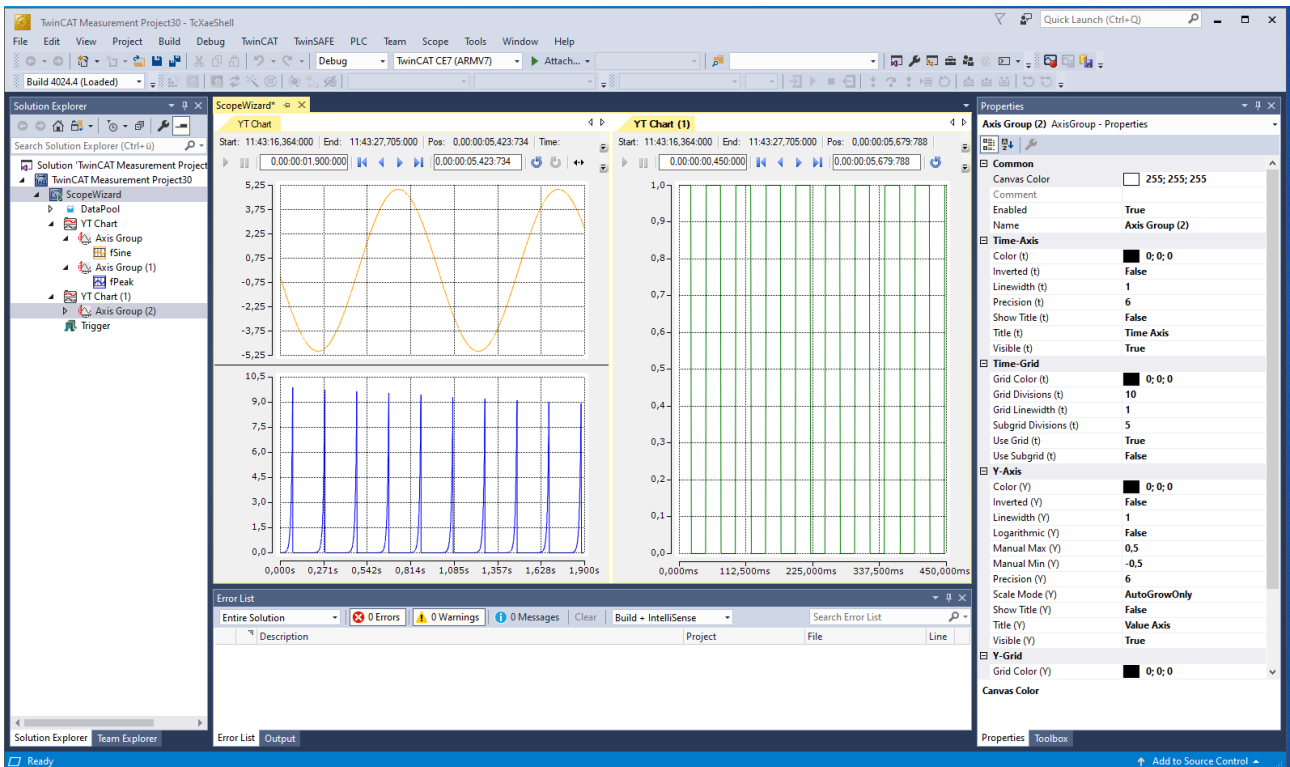 TwinCAT Measurement Project30 - TcXaeShell
Quick Launch (Ctrl+Q)
File Edit View Project Build Debug TwinCAT TwinSAFE PLC Team Scope Tools Window Help
Debug TwinCAT CE7 (ARMV7) Attach...
Build 4024.4 (Loaded)
Solution Explorer
Search Solution Explorer (Ctrl+ü)
Solution 'TwinCAT Measurement Project
TwinCAT Measurement Project30
ScopeWizard
DataPool
YT Chart
Axis Group
fSine
Axis Group (1)
fPeak
YT Chart (1)
Axis Group (2)
Trigger
Solution Explorer Team Explorer
ScopeWizard*
YT Chart
Start: 11:43:16,364:000 End: 11:43:27,705:000 Pos: 0,00:00:05,423:734 Time:
0,00:00:01,900:000 0,00:00:05,423:734
5,25
3,75
2,25
0,75
-0,75
-2,25
-3,75
-5,25
10,5
9,0
7,5
6,0
4,5
3,0
1,5
0,0
0,000s 0,271s 0,542s 0,814s 1,085s 1,357s 1,628s 1,900s
YT Chart (1)
Start: 11:43:16,364:000 End: 11:43:27,705:000 Pos: 0,00:00:05,679:788
0,00:00:00,450:000 0,00:00:05,679:788
1,0
0,9
0,8
0,7
0,6
0,5
0,4
0,3
0,2
0,1
0,0
0,000ms 112,500ms 225,000ms 337,500ms 450,000ms
Error List
Entire Solution 0 Errors 0 Warnings 0 Messages Clear Build + IntelliSense Search Error List
Description Project File Line
Error List Output
Properties
Axis Group (2) AxisGroup - Properties
Common
Canvas Color 255; 255; 255
Comment
Enabled True
Name Axis Group (2)
Time-Axis
Color (t) 0; 0; 0
Inverted (t) False
Linewidth (t) 1
Precision (t) 6
Show Title (t) False
Title (t) Time Axis
Visible (t) True
Time-Grid
Grid Color (t) 0; 0; 0
Grid Divisions (t) 10
Grid Linewidth (t) 1
Subgrid Divisions (t) 5
Use Grid (t) True
Use Subgrid (t) False
Y-Axis
Color (Y) 0; 0; 0
Inverted (Y) False
Linewidth (Y) 1
Logarithmic (Y) False
Manual Max (Y) 0,5
Manual Min (Y) -0,5
Precision (Y) 6
Scale Mode (Y) AutoGrowOnly
Show Title (Y) False
Title (Y) Value Axis
Visible (Y) True
Y-Grid
Grid Color (Y) 0; 0; 0
Canvas Color
Properties Toolbox
Ready
Add to Source Control